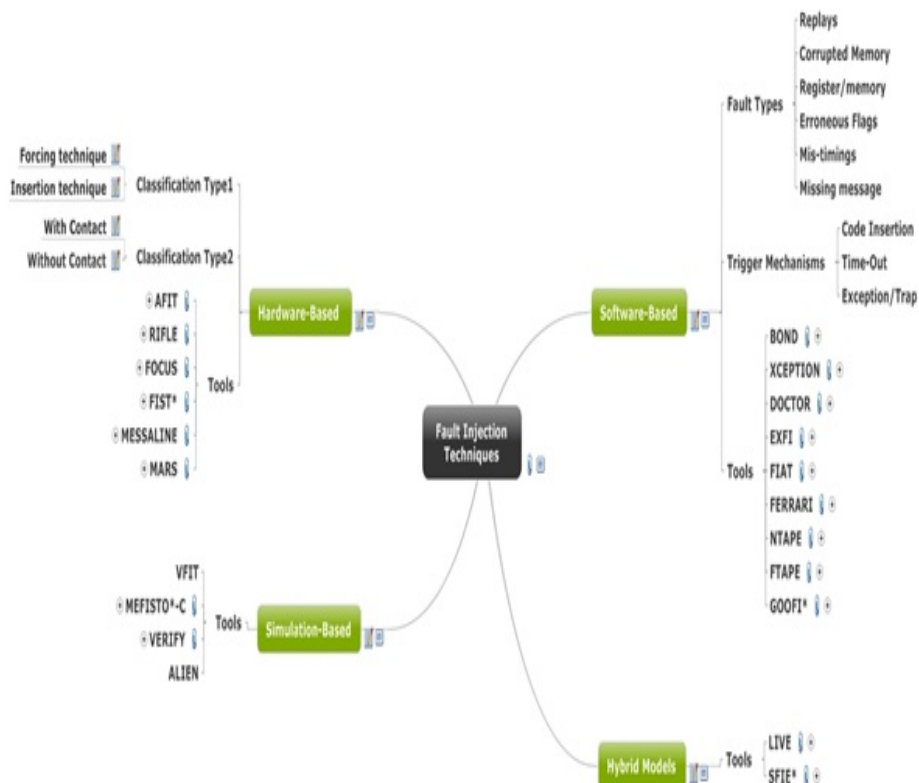 Fault Injection
Techniques
Hardware-Based
Classification Type1
Forcing technique
Insertion technique
Classification Type2
With Contact
Without Contact
Tools
AFIT
RIFLE
FOCUS
FIST*
MESSALINE
MARS
Simulation-Based
Tools
VFIT
MEFISTO*-C
VERIFY
ALIEN
Software-Based
Fault Types
Replays
Corrupted Memory
Register/memory
Erroneous Flags
Mis-timings
Missing message
Trigger Mechanisms
Code Insertion
Time-Out
Exception/Trap
Tools
BOND
XCEPTION
DOCTOR
EXFI
FIAT
FERRARI
NTAPE
FTAPE
GOOFI*
Hybrid Models
Tools
LIVE
SFIE*